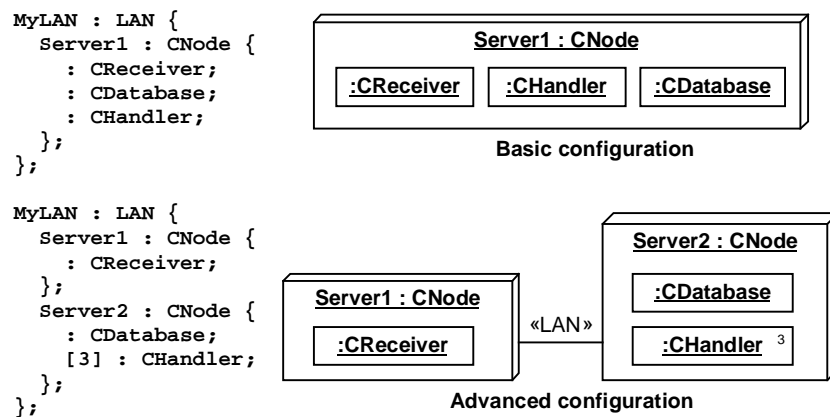 MyLAN : LAN {
Server1 : CNode {
: CReceiver;
: CDatabase;
: CHandler;
};
};
Server1 : CNode
:CReceiver :CHandler :CDatabase
Basic configuration
MyLAN : LAN {
Server1 : CNode {
: CReceiver;
};
Server2 : CNode {
: CDatabase;
[3] : CHandler;
};
};
Server1 : CNode
:CReceiver
«LAN»
Server2 : CNode
:CDatabase
:CHandler 3
Advanced configuration